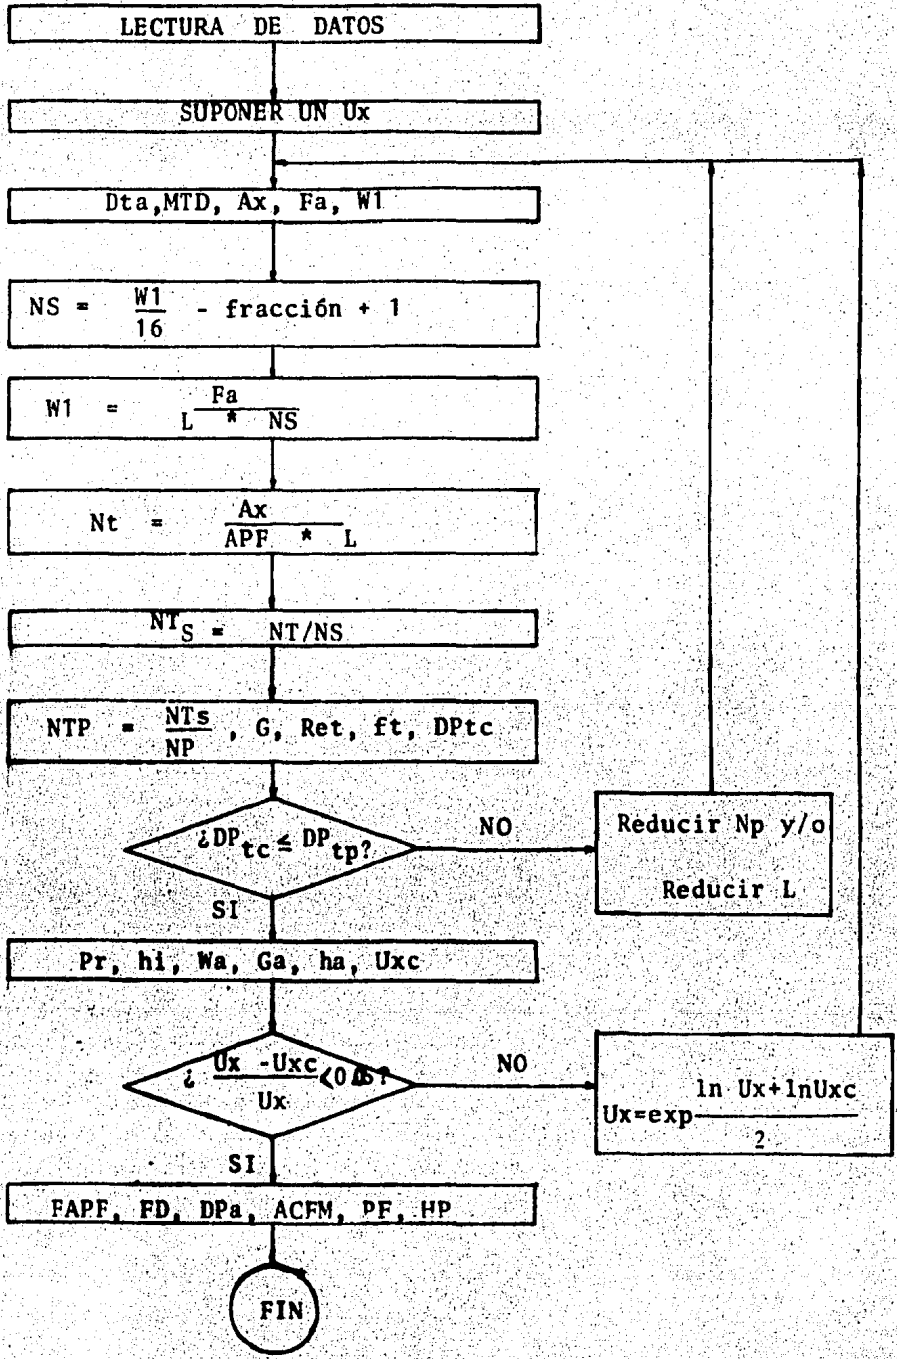 LECTURA DE DATOS
SUPONER UN Ux
Dta,MTD, Ax, Fa, W1
NS = W1 / 16 - fracción + 1
W1 = Fa / L * NS
Nt = Ax / APF * L
NTS = NT/NS
NTP = NTs / NP , G, Ret, ft, DPtc
¿DPtc ≤ DPtp?
NO
Reducir Np y/o
Reducir L
SI
Pr, hi, Wa, Ga, ha, Uxc
¿ Ux -Uxc / Ux <0 ?
NO
Ux=exp ln Ux+lnUxc / 2
SI
FAPF, FD, DPa, ACFM, PF, HP
FIN